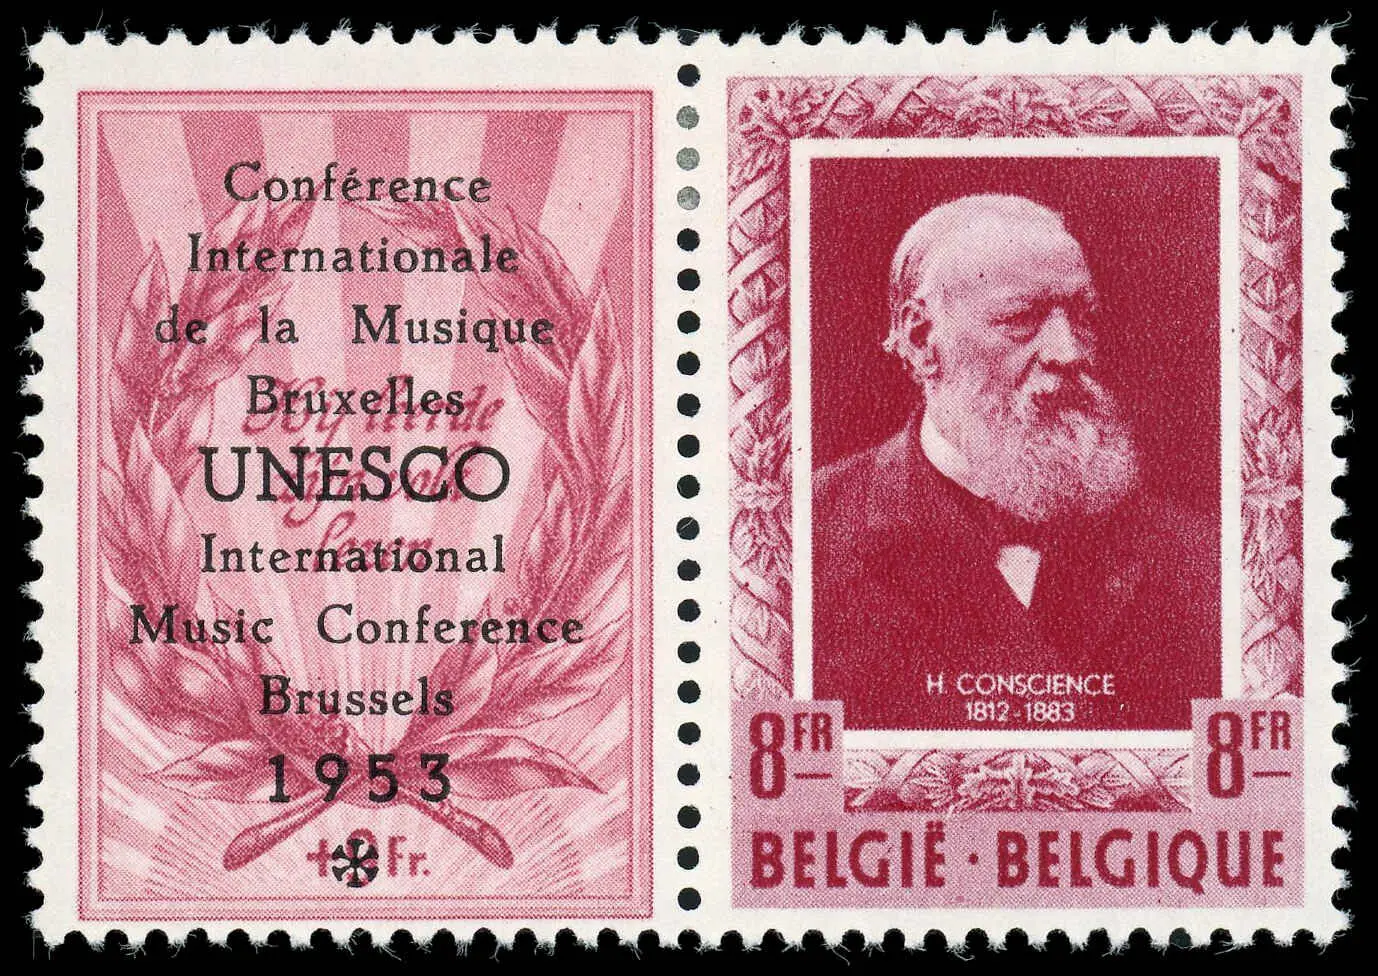 Conférence
Internationale
de la Musique
Bruxelles
UNESCO
International
Music Conference
Brussels
1953
Fr.
H. CONSCIENCE
1812-1883
8FR 8FR
BELGIË·BELGIQUE